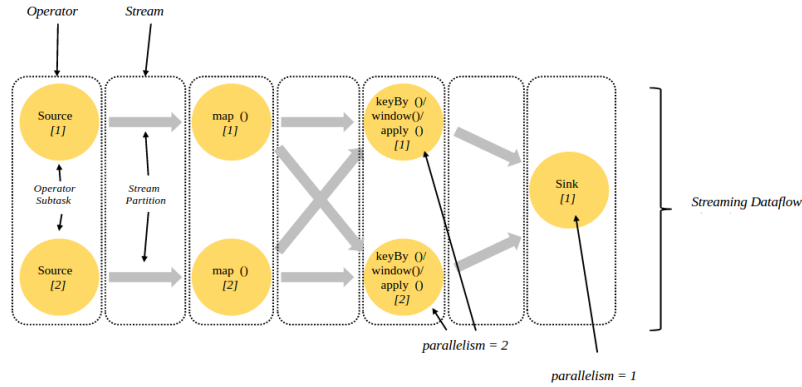 Operator
Stream
Source
[1]
map ()
[1]
keyBy ()/
window()/
apply ()
[1]
Operator
Subtask
Stream
Partition
Sink
[1]
Streaming Dataflow
Source
[2]
map ()
[2]
keyBy ()/
window()/
apply ()
[2]
parallelism = 2
parallelism = 1